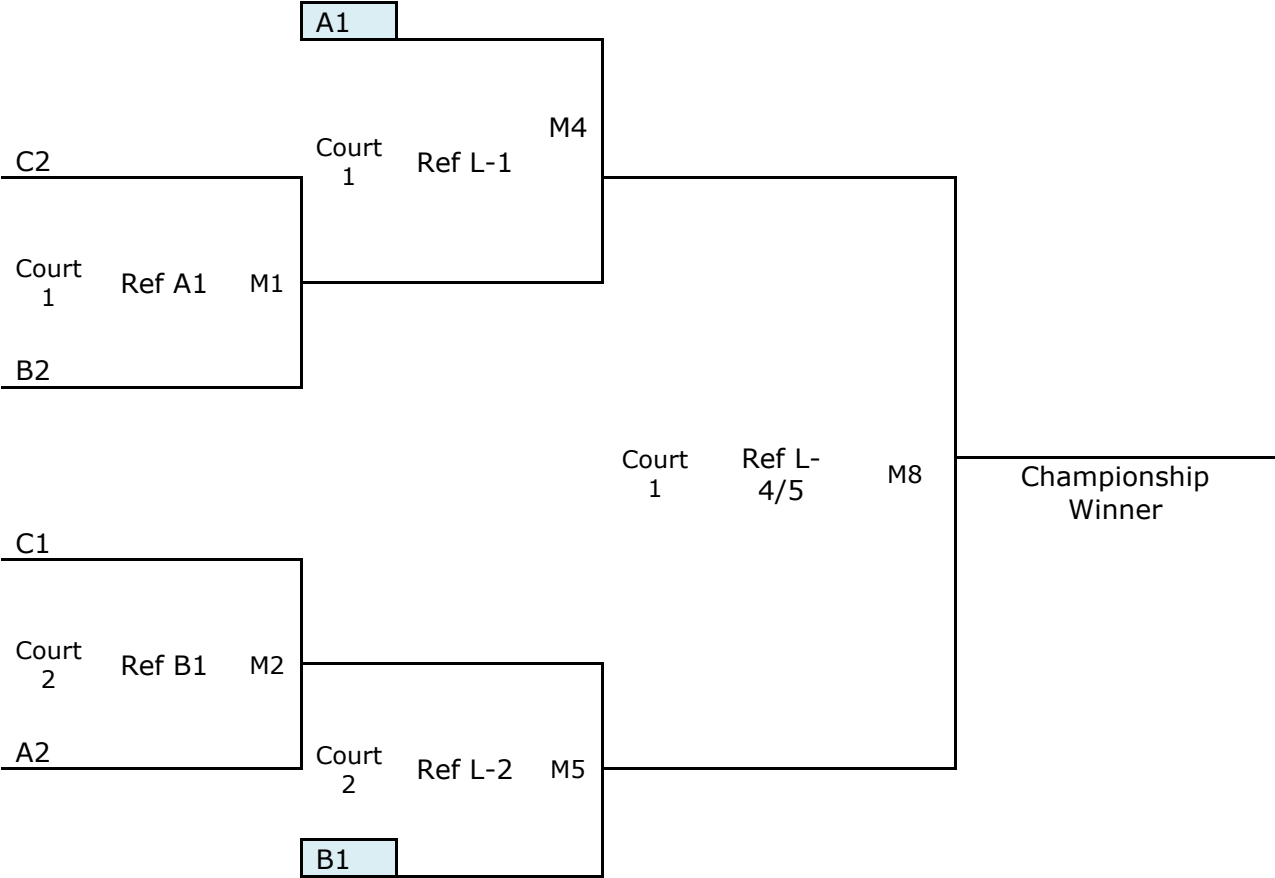 A1
M4
Court
1
Ref L-1
C2
Court
1
Ref A1
M1
B2
Court
1
Ref L-
4/5
M8
Championship
Winner
C1
Court
2
Ref B1
M2
A2
Court
2
Ref L-2
M5
B1